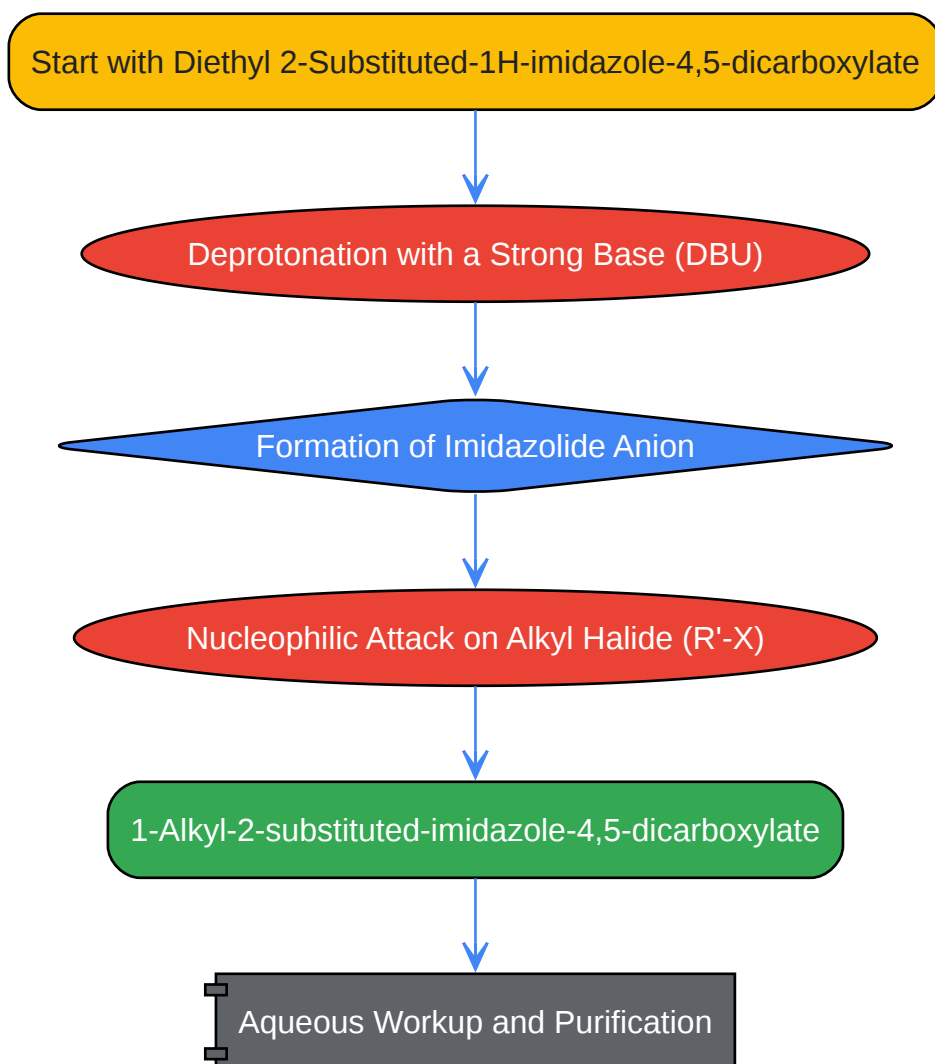 Start with Diethyl 2-Substituted-1H-imidazole-4,5-dicarboxylate
Deprotonation with a Strong Base (DBU)
Formation of Imidazolide Anion
Nucleophilic Attack on Alkyl Halide (R'-X)
1-Alkyl-2-substituted-imidazole-4,5-dicarboxylate
Aqueous Workup and Purification